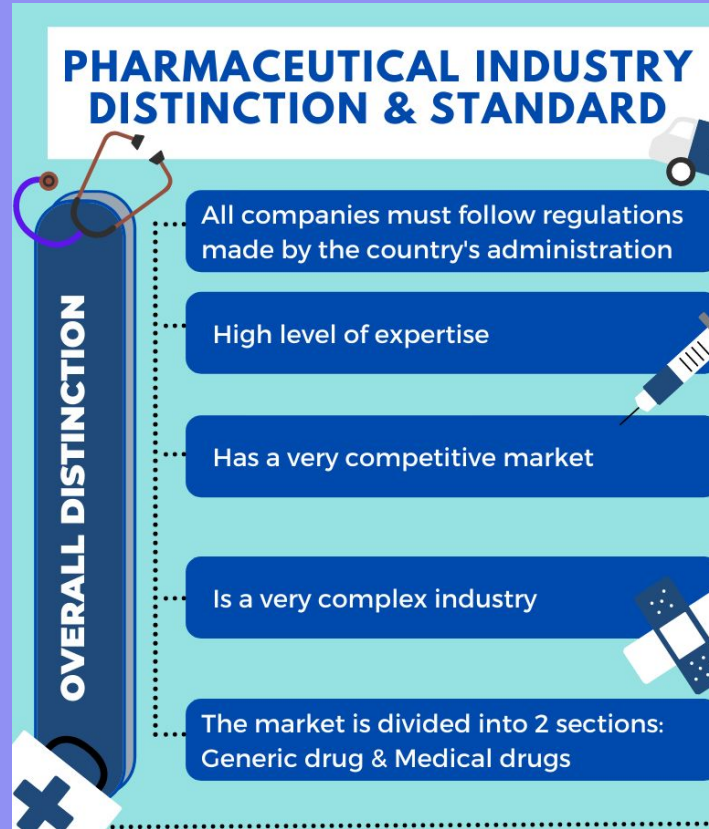 PHARMACEUTICAL INDUSTRY
DISTINCTION & STANDARD
OVERALL DISTINCTION
All companies must follow regulations
made by the country's administration
High level of expertise
Has a very competitive market
Is a very complex industry
The market is divided into 2 sections:
Generic drug & Medical drugs